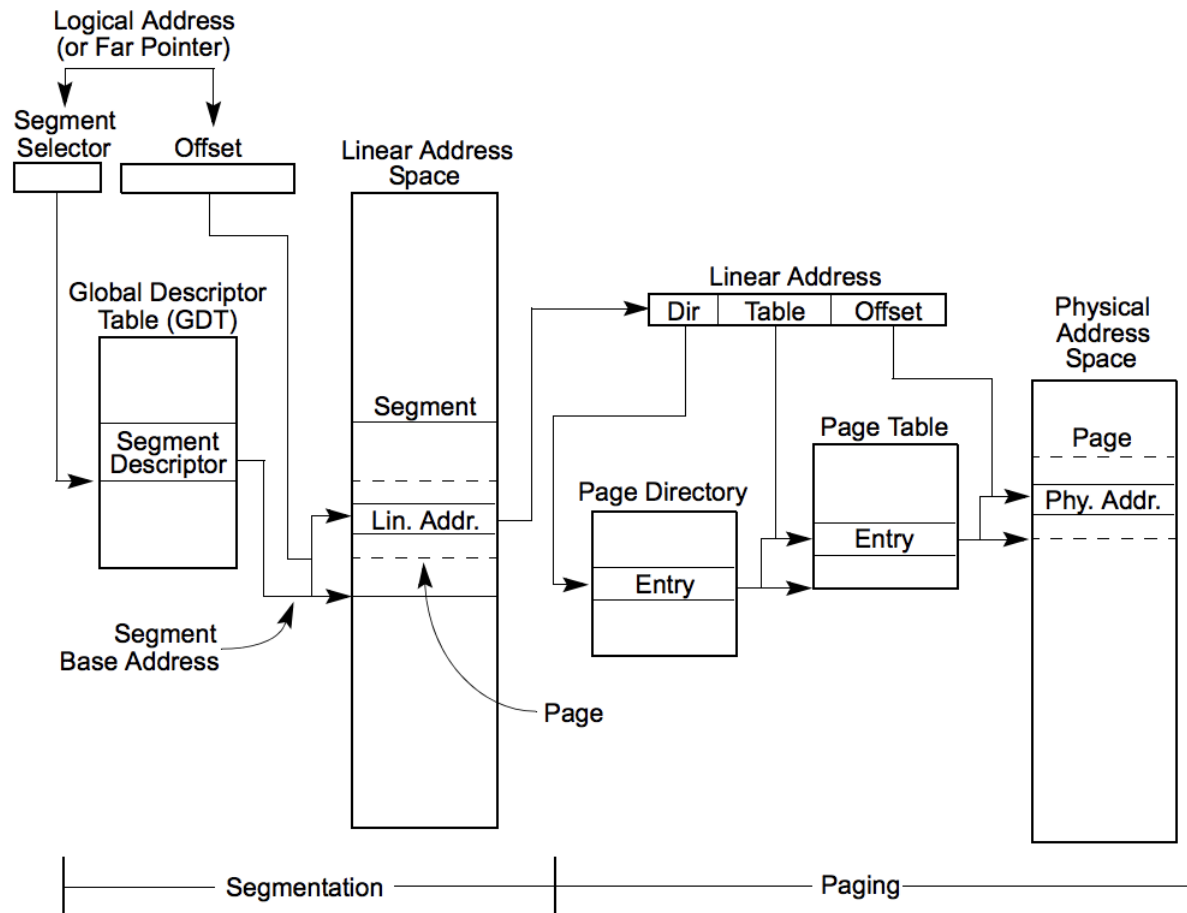 Logical Address
(or Far Pointer)
Segment
Selector
Offset
Linear Address
Space
Global Descriptor
Table (GDT)
Segment
Descriptor
Segment
Base Address
Segment
Lin. Addr.
Page
Linear Address
Dir
Table
Offset
Page Directory
Entry
Page Table
Entry
Physical
Address
Space
Page
Phy. Addr.
Segmentation
Paging